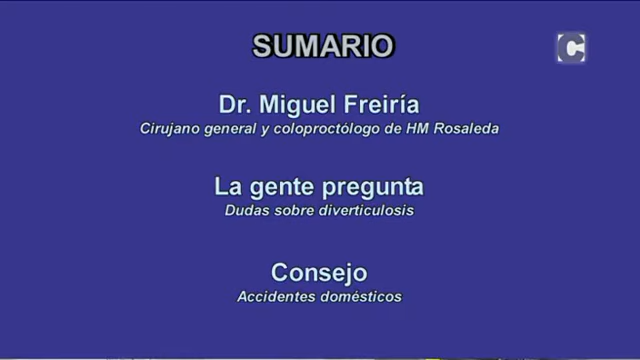 SUMARIO
C
Dr. Miguel Freiría
Cirujano general y coloproctólogo de HM Rosaleda
La gente pregunta
Dudas sobre diverticulosis
Consejo
Accidentes domésticos